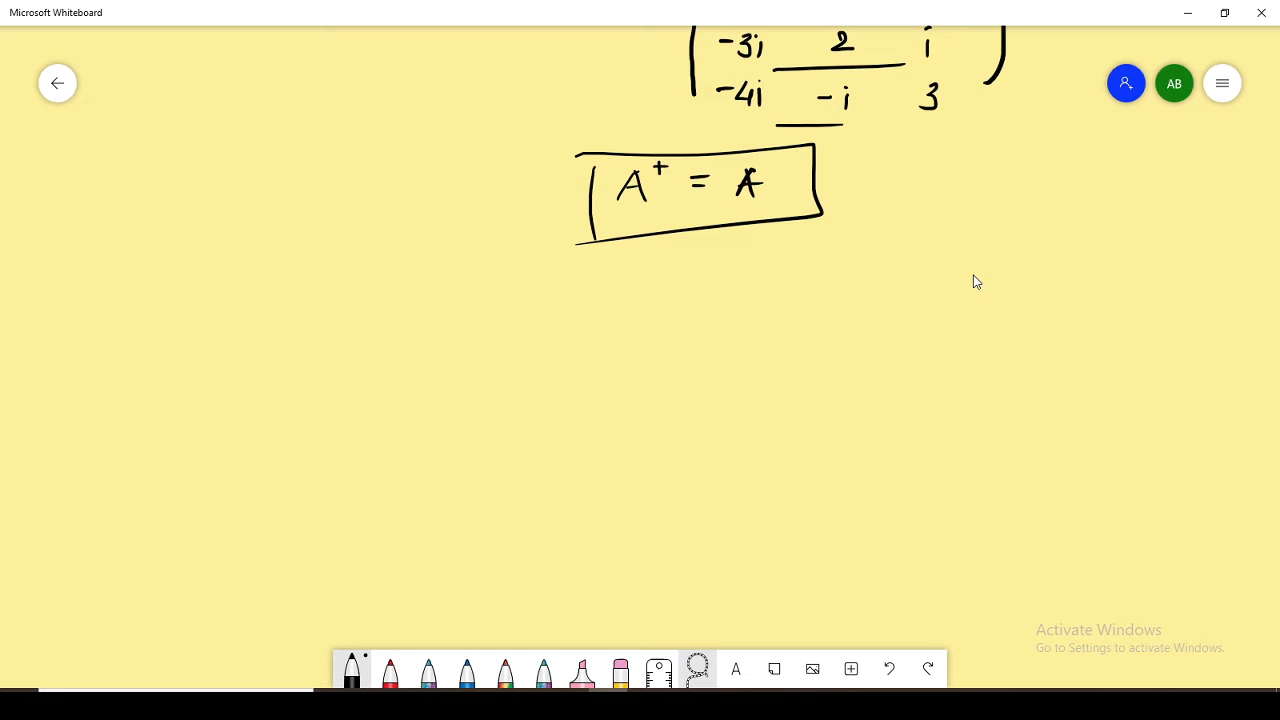 Microsoft Whiteboard
-3i 2 i
-4i -i 3
AB
A⁺ = A
Activate Windows
Go to Settings to activate Windows.
A